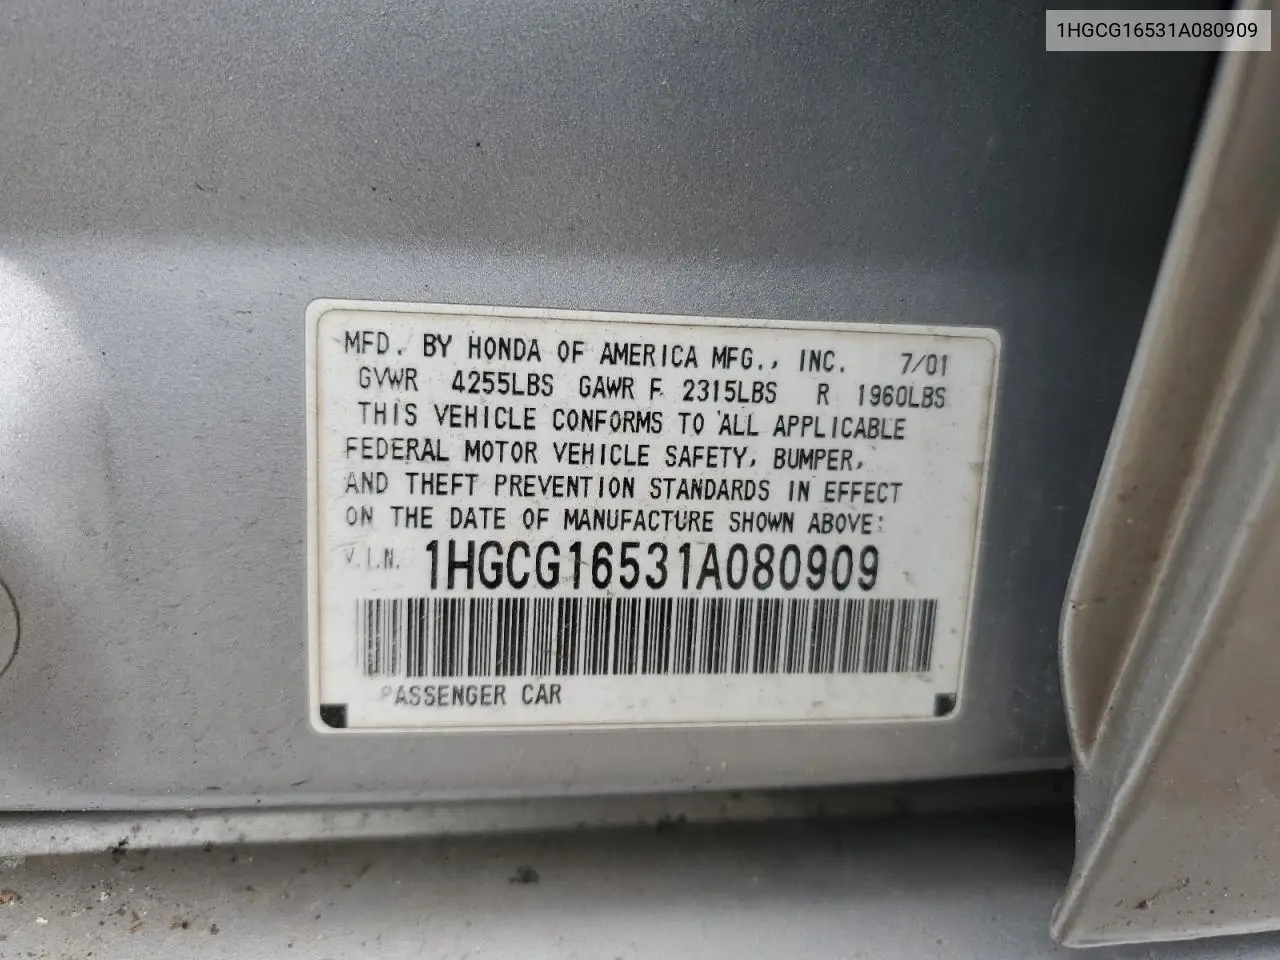 1HGCG16531A080909
MFD. BY HONDA OF AMERICA MFG., INC. 7/01
GVWR 4255LBS GAWR F 2315LBS R 1960LBS
THIS VEHICLE CONFORMS TO ALL APPLICABLE
FEDERAL MOTOR VEHICLE SAFETY, BUMPER,
AND THEFT PREVENTION STANDARDS IN EFFECT
ON THE DATE OF MANUFACTURE SHOWN ABOVE:
V.I.N. 1HGCG16531A080909
PASSENGER CAR